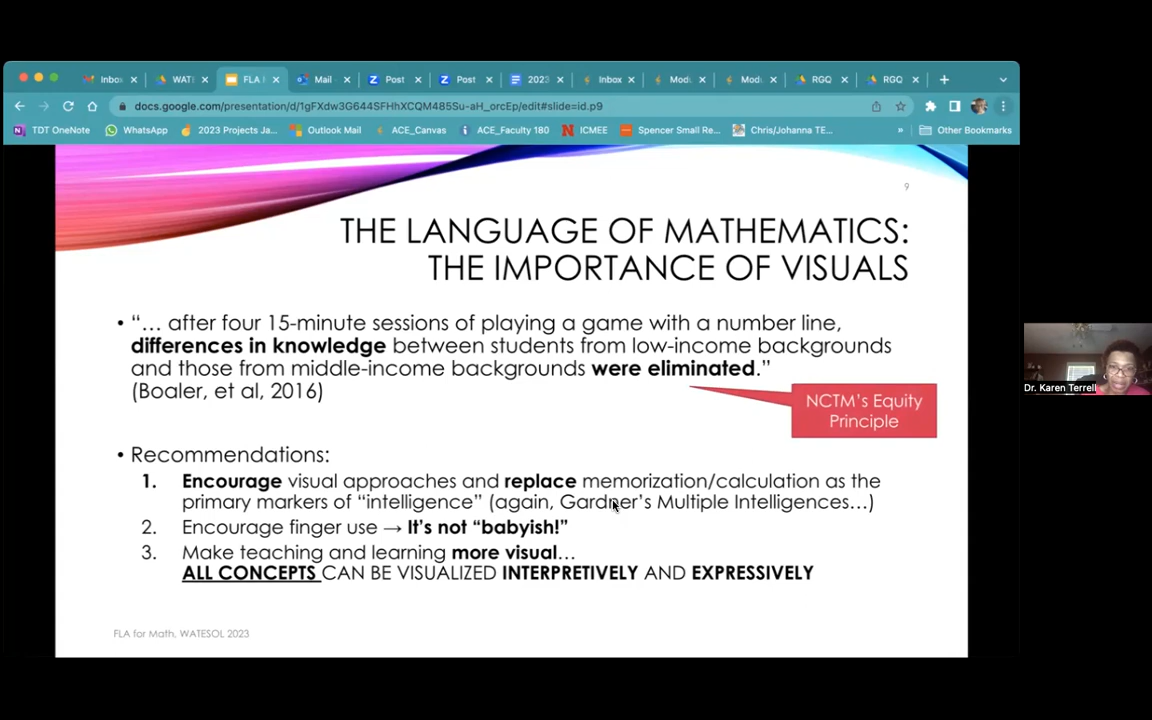 Inbo
WATE
FLA
Mail
Post
Post
2023
Inbox
Modu
Modu
RGQ
RGQ
docs.google.com/presentation/d/1gFXdw3G644SFHhXCQM485Su-aH_orcEp/edit#slide=id.p9
TDT OneNote
WhatsApp
2023 Projects Ja...
Outlook Mail
ACE_Canvas
ACE_Faculty 180
ICMEE
Spencer Small Re...
Chris/Johanna TE...
»
Other Bookmarks
9
THE LANGUAGE OF MATHEMATICS:
THE IMPORTANCE OF VISUALS
• “... after four 15-minute sessions of playing a game with a number line,
differences in knowledge between students from low-income backgrounds
and those from middle-income backgrounds were eliminated.”
(Boaler, et al, 2016)
NCTM’s Equity
Principle
• Recommendations:
1. Encourage visual approaches and replace memorization/calculation as the
primary markers of “intelligence” (again, Gardner’s Multiple Intelligences...)
2. Encourage finger use → It’s not “babyish!”
3. Make teaching and learning more visual...
ALL CONCEPTS CAN BE VISUALIZED INTERPRETIVELY AND EXPRESSIVELY
FLA for Math, WATESOL 2023
Dr. Karen Terrell